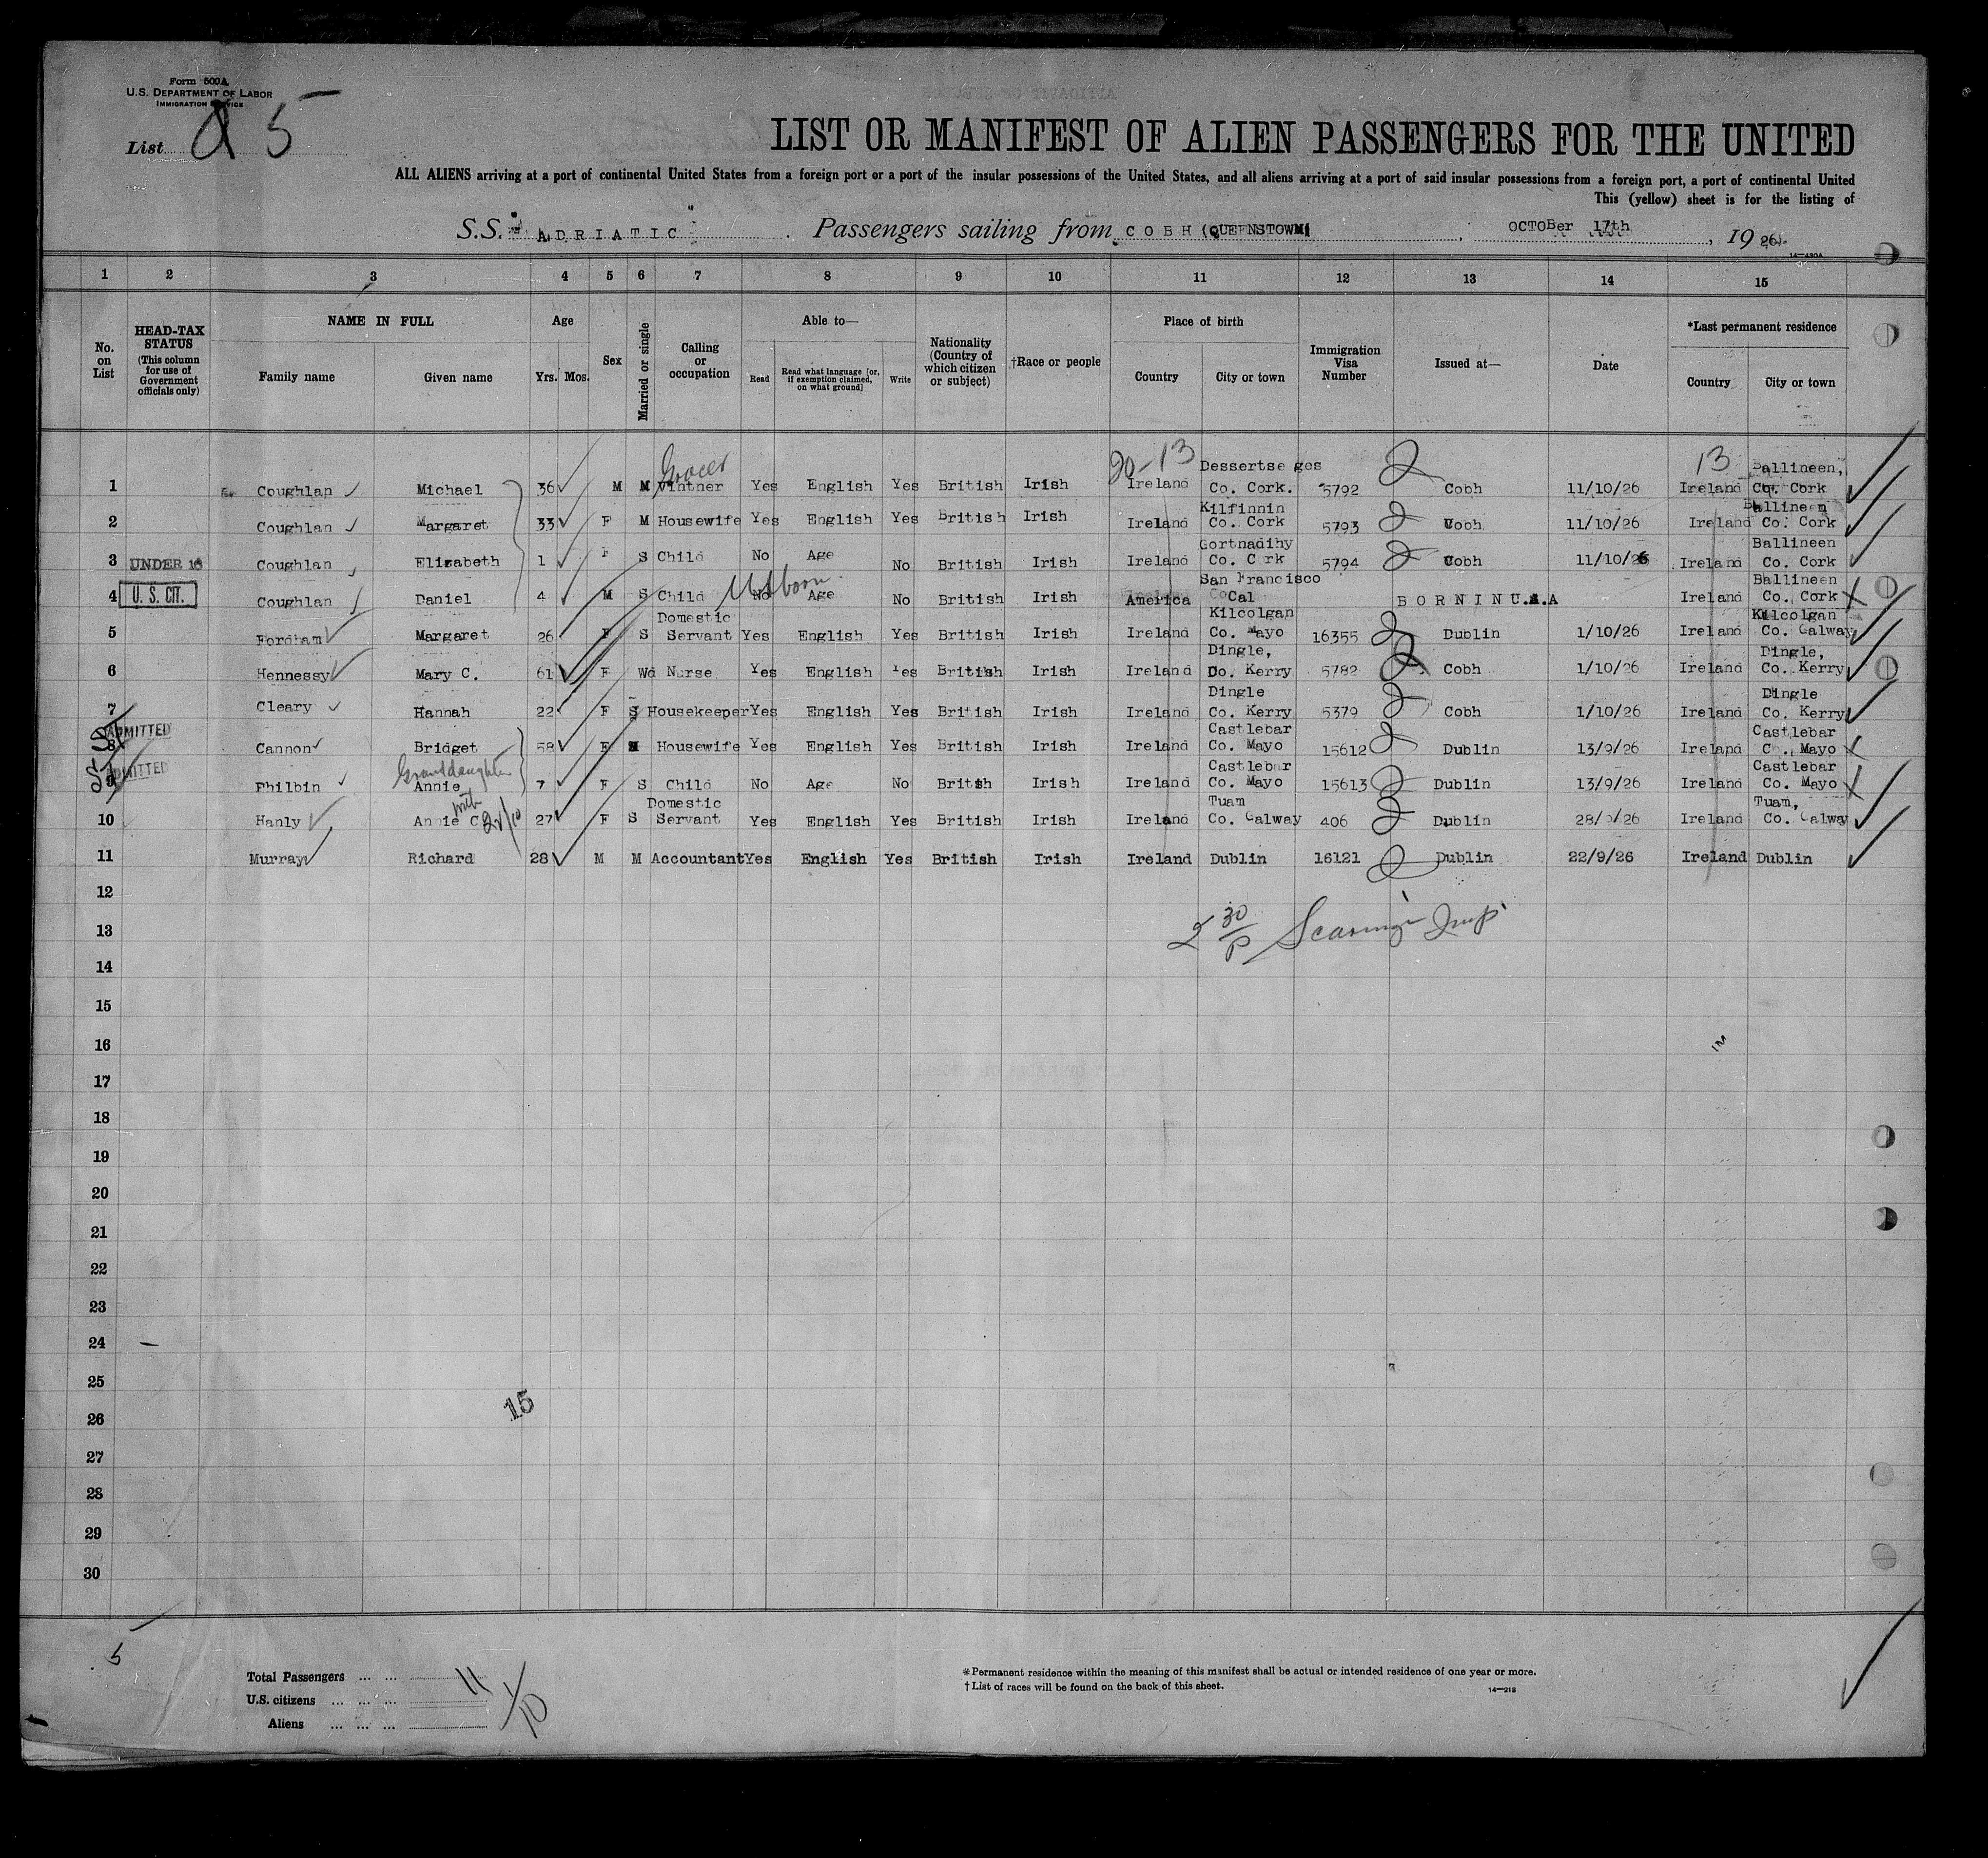 Form 500A
U.S. DEPARTMENT OF LABOR
IMMIGRATION SERVICE
List 5
LIST OR MANIFEST OF ALIEN PASSENGERS FOR THE UNITED
ALL ALIENS arriving at a port of continental United States from a foreign port or a port of the insular possessions of the United States, and all aliens arriving at a port of said insular possessions from a foreign port, a port of continental United
This (yellow) sheet is for the listing of
S.S. " ADRIATIC " Passengers sailing from COBH (QUEENSTOWN) , OCTOBer 17th , 1926
14—430A
1 2 3 4 5 6 7 8 9 10 11 12 13 14 15
No. on List
HEAD-TAX STATUS (This column for use of Government officials only)
NAME IN FULL
Family name Given name
Age
Yrs. Mos.
Sex
Married or single
Calling or occupation
Able to—
Read Read what language [or, if exemption claimed, on what ground] Write
Nationality (Country of which citizen or subject)
†Race or people
Place of birth
Country City or town
Immigration Visa Number
Issued at—
Date
*Last permanent residence
Country City or town
Grocer 20-13 Dessertse ges 13 Ballineen,
1 Coughlan Michael 36 M M Vintner Yes English Yes British Irish Ireland Co. Cork. 5792 Cobh 11/10/26 Ireland Co. Cork
Kilfinnin Ballineen
2 Coughlan Margaret 33 F M Housewife Yes English Yes British Irish Ireland Co. Cork 5793 Cobh 11/10/26 Ireland Co. Cork
Gortnadihy Ballineen
3 UNDER 16 Coughlan Elizabeth 1 F S Child No Age No British Irish Ireland Co. C rk 5794 Cobh 11/10/26 Ireland Co. Cork
San Francisco Ballineen
4 U. S. CIT. Coughlan Daniel 4 M S Child No Age No British Irish America Cal BORN IN U.S.A Ireland Co. Cork
Domestic Kilcolgan Kilcolgan
5 Fordham Margaret 26 F S Servant Yes English Yes British Irish Ireland Co. Mayo 16355 Dublin 1/10/26 Ireland Co. Galway
Dingle, Dingle,
6 Hennessy Mary C. 61 F Wd Nurse Yes English Yes British Irish Ireland Co. Kerry 5782 Cobh 1/10/26 Ireland Co. Kerry
Dingle Dingle
7 Cleary Hannah 22 F S Housekeeper Yes English Yes British Irish Ireland Co. Kerry 5379 Cobh 1/10/26 Ireland Co. Kerry
ADMITTED Castlebar Castlebar
8 Cannon Bridget 58 F M Housewife Yes English Yes British Irish Ireland Co. Mayo 15612 Dublin 13/9/26 Ireland Co. Mayo
ADMITTED Granddaughter Castlebar Castlebar
9 Philbin Annie 7 F S Child No Age No British Irish Ireland Co. Mayo 15613 Dublin 13/9/26 Ireland Co. Mayo
Domestic Tuam Tuam,
10 Hanly Annie C 27 F S Servant Yes English Yes British Irish Ireland Co. Galway 406 Dublin 28/9/26 Ireland Co. Galway
11 Murray Richard 28 M M Accountant Yes English Yes British Irish Ireland Dublin 16121 Dublin 22/9/26 Ireland Dublin
12
13 2 30/P
14
15
16
17
18
19
20
21
22
23
24
25
15
26
27
28
29
30
5
Total Passengers ... ... 11
U.S. citizens ... ... ... 1/10
Aliens ... ... ...
*Permanent residence within the meaning of this manifest shall be actual or intended residence of one year or more.
†List of races will be found on the back of this sheet.
14—213